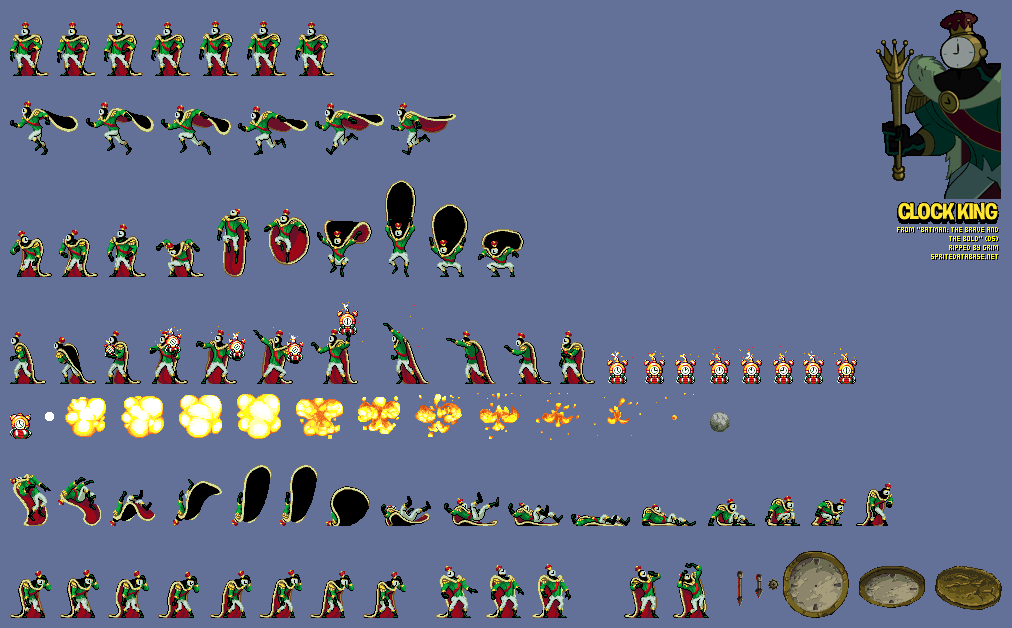 CLOCK KING
FROM "BATMAN: THE BRAVE AND
THE BOLD" (DS)
RIPPED BY GRIM
SPRITEDATABASE.NET